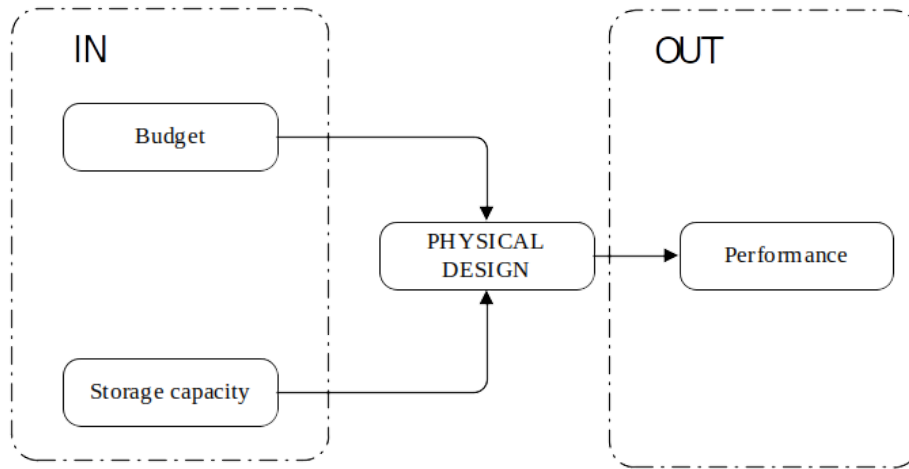 IN
OUT
Budget
PHYSICAL
DESIGN
Performance
Storage capacity